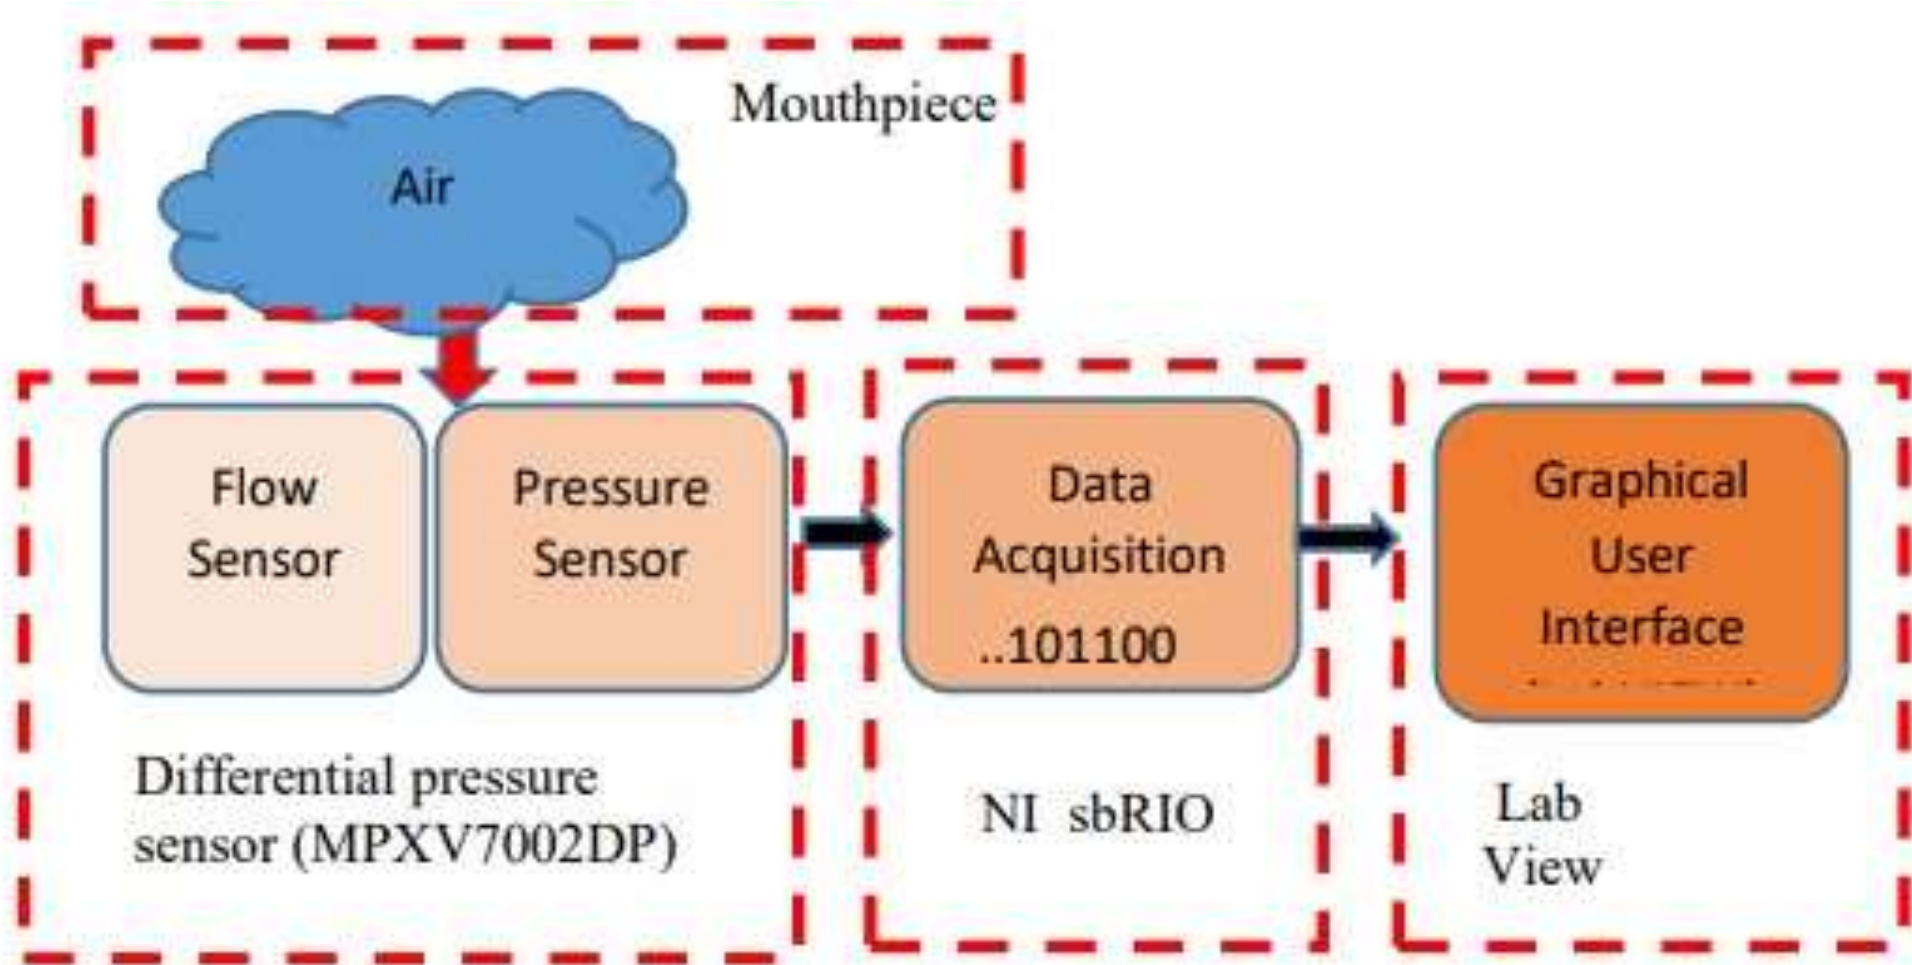 Mouthpiece
Air
Flow
Sensor
Pressure
Sensor
Differential pressure
sensor (MPXV7002DP)
Data
Acquisition
..101100
NI sbRIO
Graphical
User
Interface
Lab
View